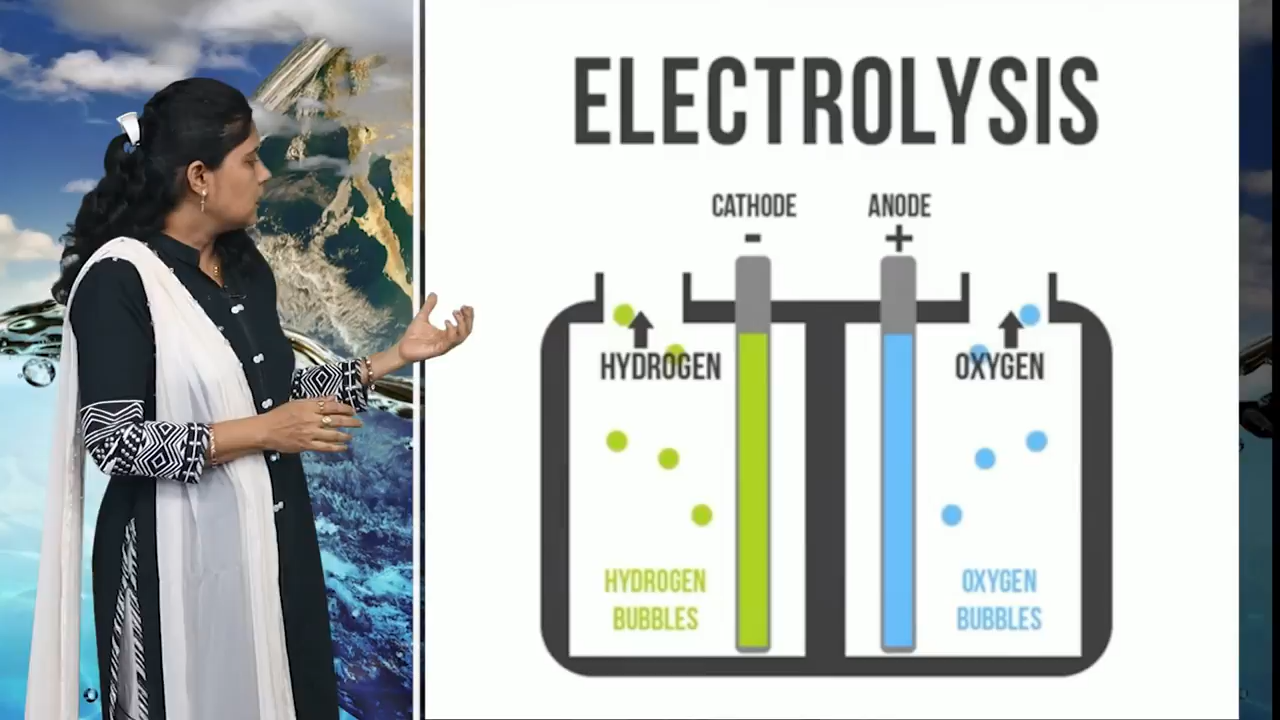 ELECTROLYSIS
CATHODE
-
ANODE
+
HYDROGEN
OXYGEN
HYDROGEN
BUBBLES
OXYGEN
BUBBLES